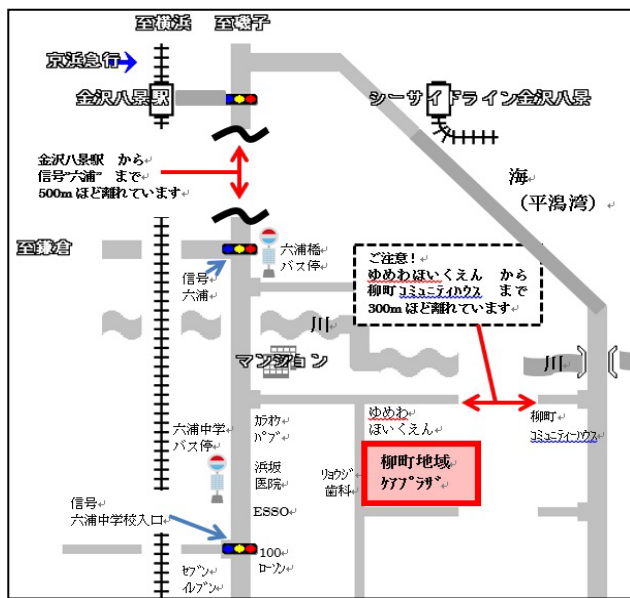 至横浜
至磯子
京浜急行
金沢八景駅
シーサイドライン金沢八景
金沢八景駅 から
信号“六浦” まで
500mほど離れています
海
(平潟湾)
至鎌倉
六浦橋
バス停
信号
六浦
ご注意!
ゆめわほいくえん から
柳町コミュニティハウス まで
300mほど離れています
川
マンション
川
六浦中学
バス停
カラオケ
パブ
ゆめわ
ほいくえん
柳町
コミュニティーハウス
浜坂
医院
リョウジ
歯科
柳町地域
ケアプラザ
信号
六浦中学校入口
ESSO
100
ローソン
セブン
イレブン